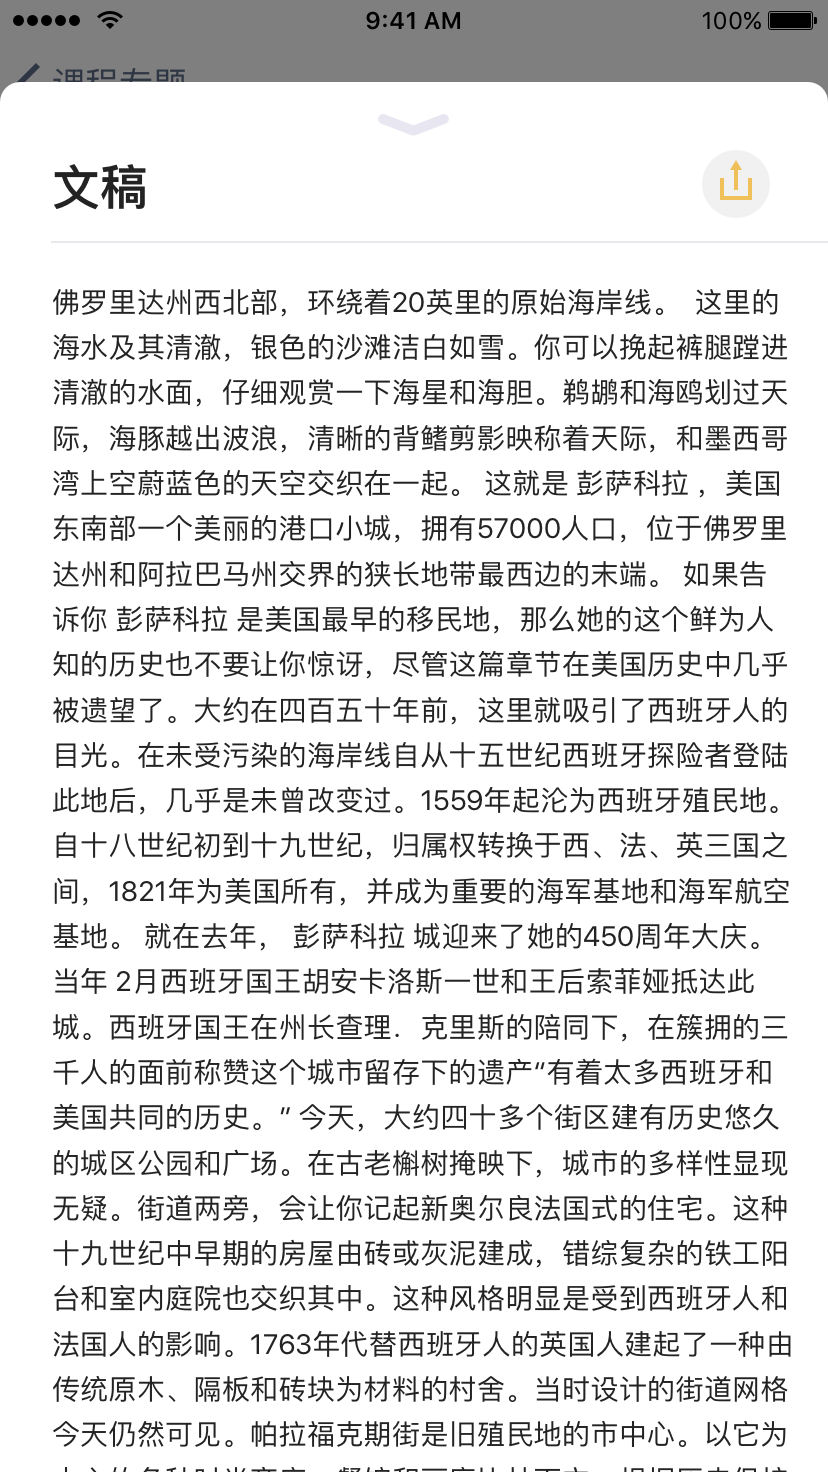 9:41 AM
100%
课程专题
文稿
佛罗里达州西北部，环绕着20英里的原始海岸线。 这里的
海水及其清澈，银色的沙滩洁白如雪。你可以挽起裤腿蹚进
清澈的水面，仔细观赏一下海星和海胆。鹈鹕和海鸥划过天
际，海豚越出波浪，清晰的背鳍剪影映称着天际，和墨西哥
湾上空蔚蓝色的天空交织在一起。 这就是 彭萨科拉 ，美国
东南部一个美丽的港口小城，拥有57000人口，位于佛罗里
达州和阿拉巴马州交界的狭长地带最西边的末端。 如果告
诉你 彭萨科拉 是美国最早的移民地，那么她的这个鲜为人
知的历史也不要让你惊讶，尽管这篇章节在美国历史中几乎
被遗望了。大约在四百五十年前，这里就吸引了西班牙人的
目光。在未受污染的海岸线自从十五世纪西班牙探险者登陆
此地后，几乎是未曾改变过。1559年起沦为西班牙殖民地。
自十八世纪初到十九世纪，归属权转换于西、法、英三国之
间，1821年为美国所有，并成为重要的海军基地和海军航空
基地。 就在去年， 彭萨科拉 城迎来了她的450周年大庆。
当年 2月西班牙国王胡安卡洛斯一世和王后索菲娅抵达此
城。西班牙国王在州长查理．克里斯的陪同下，在簇拥的三
千人的面前称赞这个城市留存下的遗产“有着太多西班牙和
美国共同的历史。” 今天，大约四十多个街区建有历史悠久
的城区公园和广场。在古老槲树掩映下，城市的多样性显现
无疑。街道两旁，会让你记起新奥尔良法国式的住宅。这种
十九世纪中早期的房屋由砖或灰泥建成，错综复杂的铁工阳
台和室内庭院也交织其中。这种风格明显是受到西班牙人和
法国人的影响。1763年代替西班牙人的英国人建起了一种由
传统原木、隔板和砖块为材料的村舍。当时设计的街道网格
今天仍然可见。帕拉福克期街是旧殖民地的市中心。以它为